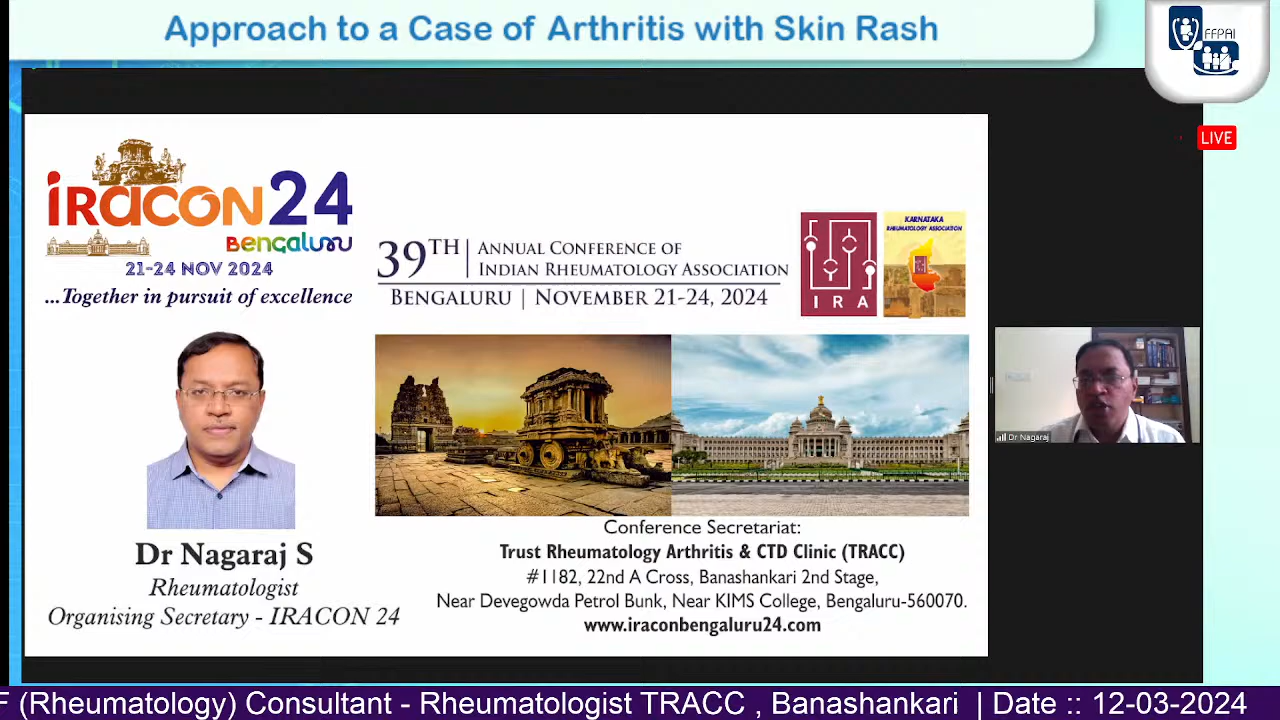 Approach to a Case of Arthritis with Skin Rash
FFPAI
LIVE
iRACON 24
Bengaluru
21-24 NOV 2024
...Together in pursuit of excellence
39TH
ANNUAL CONFERENCE OF
INDIAN RHEUMATOLOGY ASSOCIATION
BENGALURU | NOVEMBER 21-24, 2024
I R A
KARNATAKA
RHEUMATOLOGY ASSOCIATION
Dr Nagaraj
Dr Nagaraj S
Rheumatologist
Organising Secretary - IRACON 24
Conference Secretariat:
Trust Rheumatology Arthritis & CTD Clinic (TRACC)
#1182, 22nd A Cross, Banashankari 2nd Stage,
Near Devegowda Petrol Bunk, Near KIMS College, Bengaluru-560070.
www.iraconbengaluru24.com
F (Rheumatology) Consultant - Rheumatologist TRACC , Banashankari | Date :: 12-03-2024